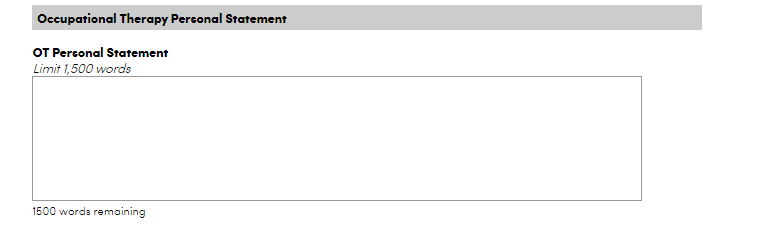 Occupational Therapy Personal Statement
OT Personal Statement
Limit 1,500 words
1500 words remaining